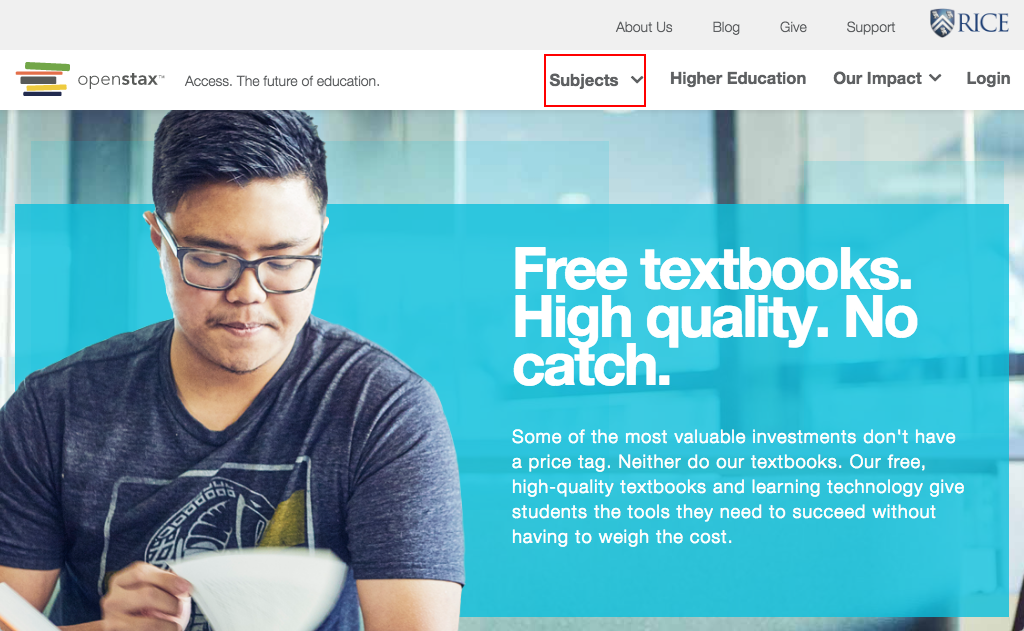 About Us Blog Give Support RICE
openstax™ Access. The future of education. Subjects Higher Education Our Impact Login
Free textbooks.
High quality. No
catch.
Some of the most valuable investments don't have
a price tag. Neither do our textbooks. Our free,
high-quality textbooks and learning technology give
students the tools they need to succeed without
having to weigh the cost.